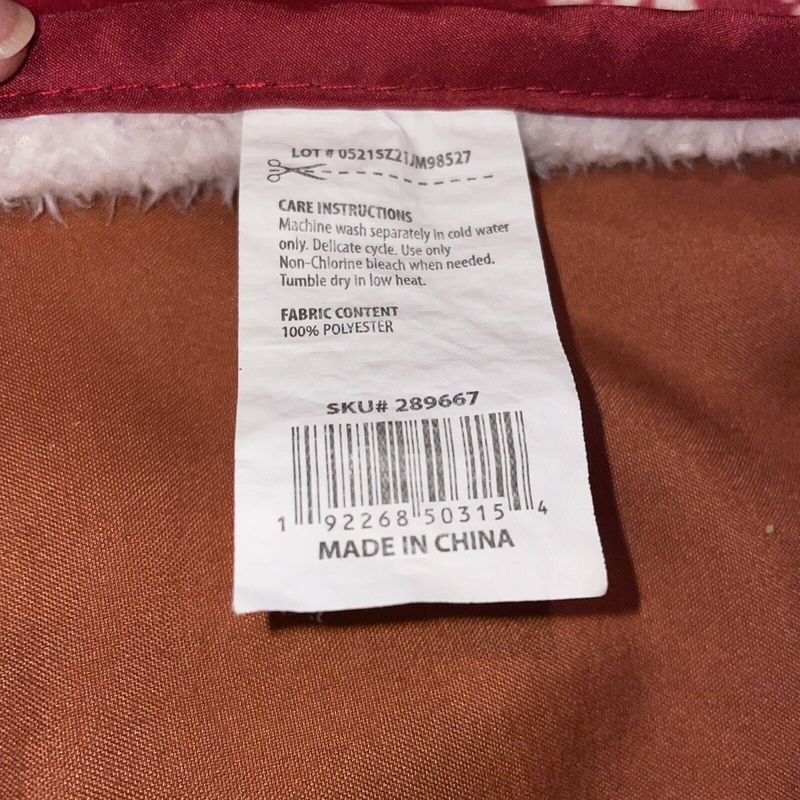 LOT # 0521SZ21JM98527
CARE INSTRUCTIONS
Machine wash separately in cold water
only. Delicate cycle. Use only
Non-Chlorine bleach when needed.
Tumble dry in low heat.
FABRIC CONTENT
100% POLYESTER
SKU# 289667
1 92268 50315 4
MADE IN CHINA